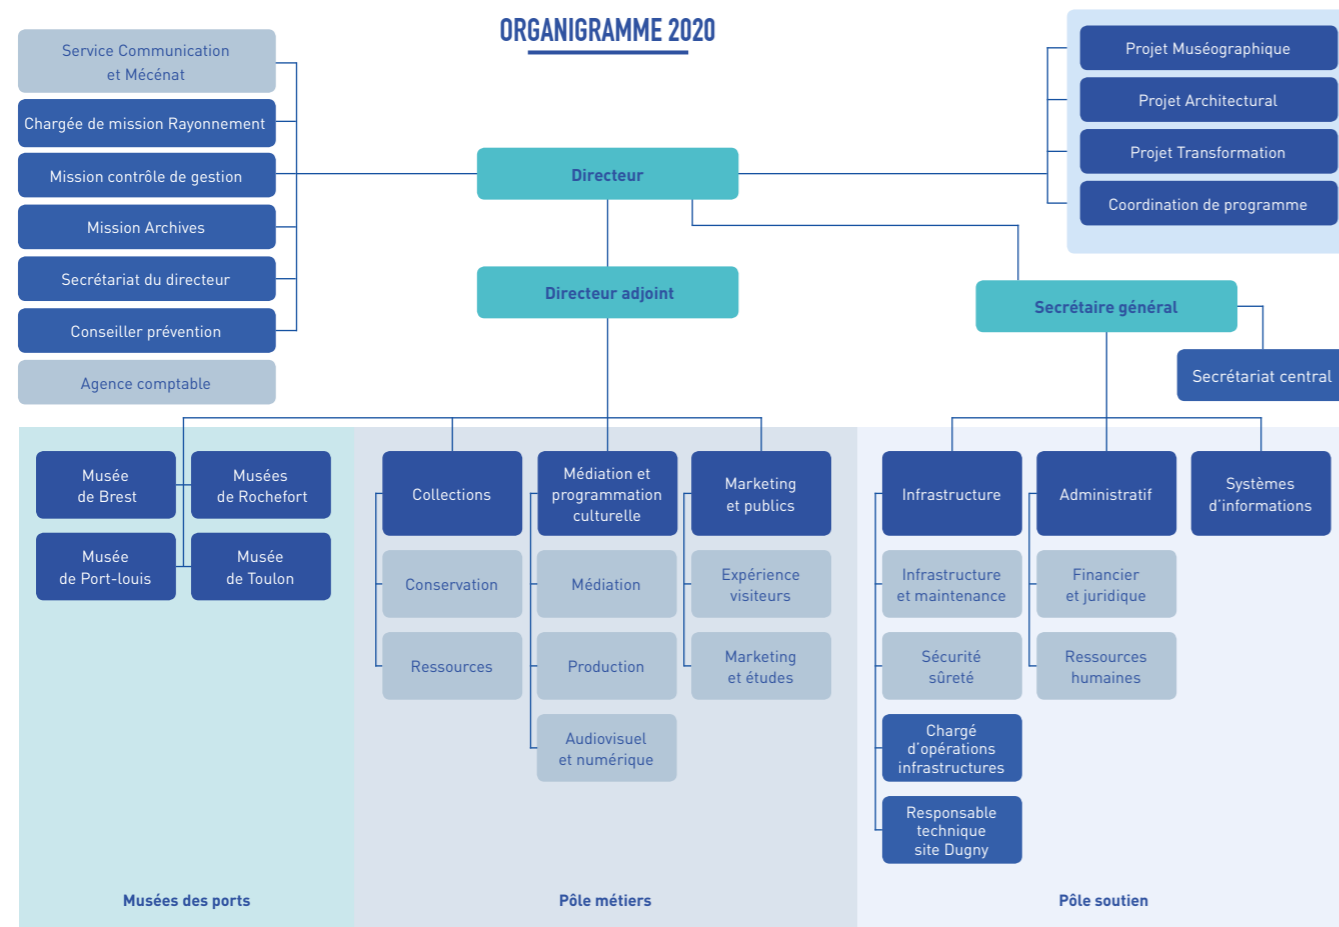 ORGANIGRAMME 2020
Service Communication
et Mécénat
Chargée de mission Rayonnement
Mission contrôle de gestion
Mission Archives
Secrétariat du directeur
Conseiller prévention
Agence comptable
Directeur
Directeur adjoint
Projet Muséographique
Projet Architectural
Projet Transformation
Coordination de programme
Secrétaire général
Secrétariat central
Musée
de Brest
Musées
de Rochefort
Musée
de Port-louis
Musée
de Toulon
Musées des ports
Collections
Conservation
Ressources
Médiation et
programmation
culturelle
Médiation
Production
Audiovisuel
et numérique
Marketing
et publics
Expérience
visiteurs
Marketing
et études
Pôle métiers
Infrastructure
Infrastructure
et maintenance
Sécurité
sûreté
Chargé
d'opérations
infrastructures
Responsable
technique
site Dugny
Administratif
Financier
et juridique
Ressources
humaines
Systèmes
d'informations
Pôle soutien